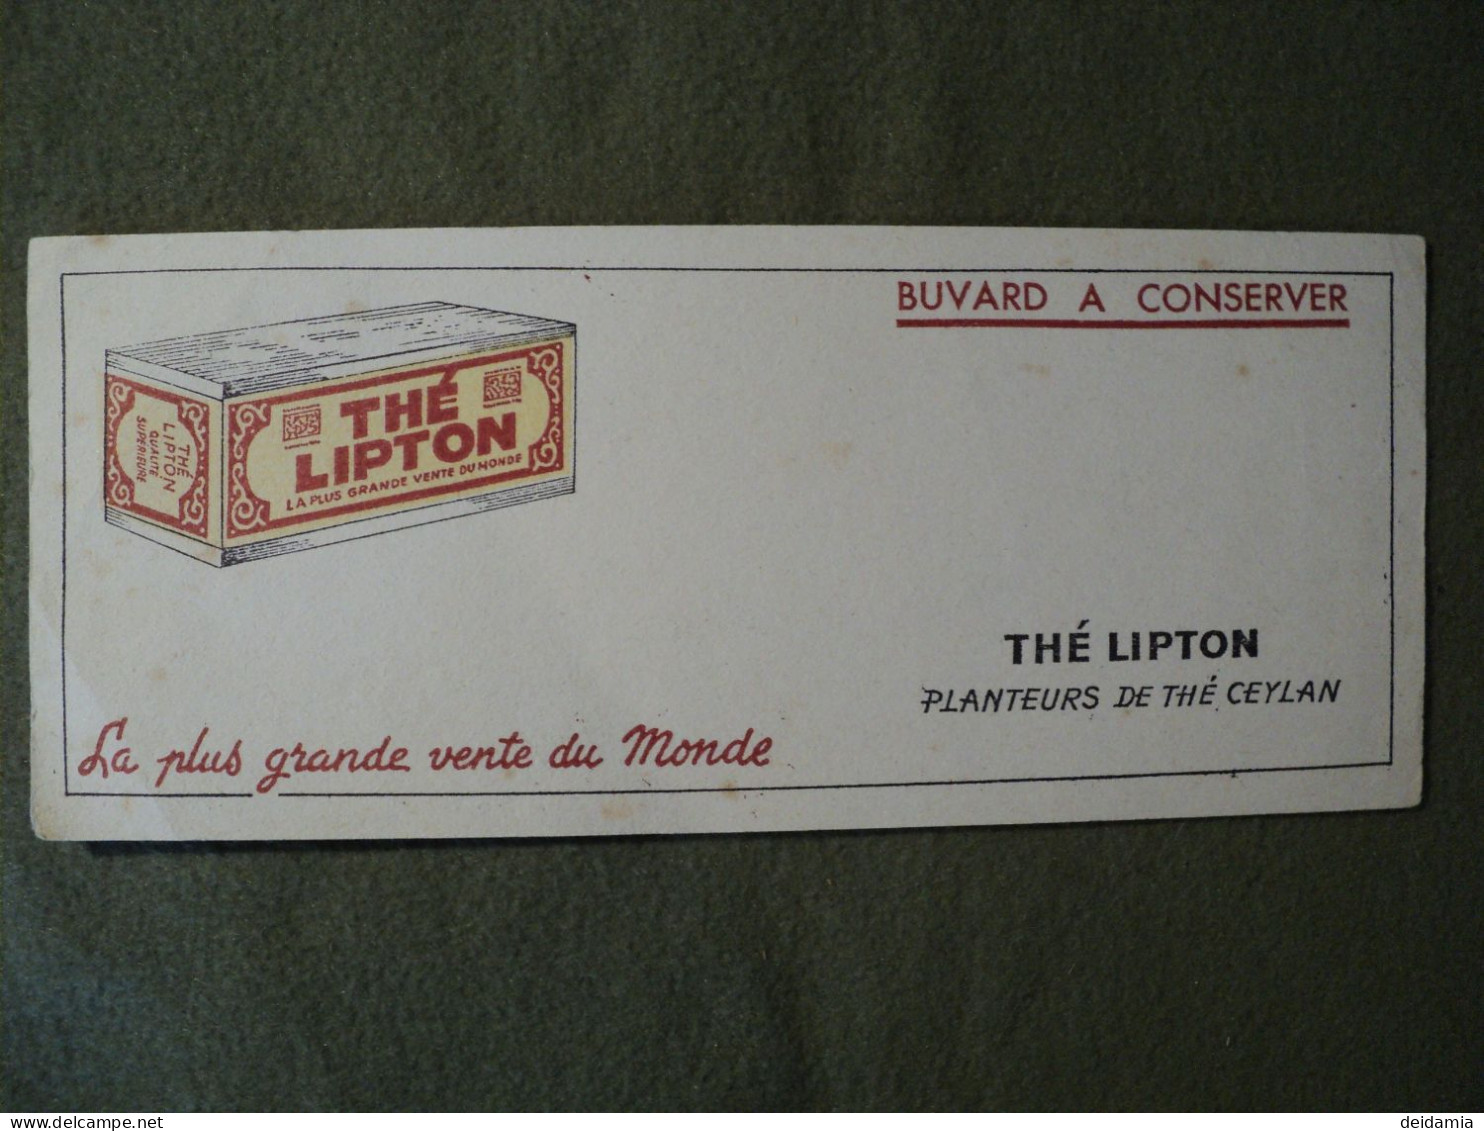 BUVARD A CONSERVER
THÉ
LIPTON
LA PLUS GRANDE VENTE DU MONDE
THÉ
LIPTON
QUALITÉ
SUPÉRIEURE
THÉ LIPTON
PLANTEURS DE THÉ CEYLAN
La plus grande vente du Monde
www.delcampe.net
deidamia